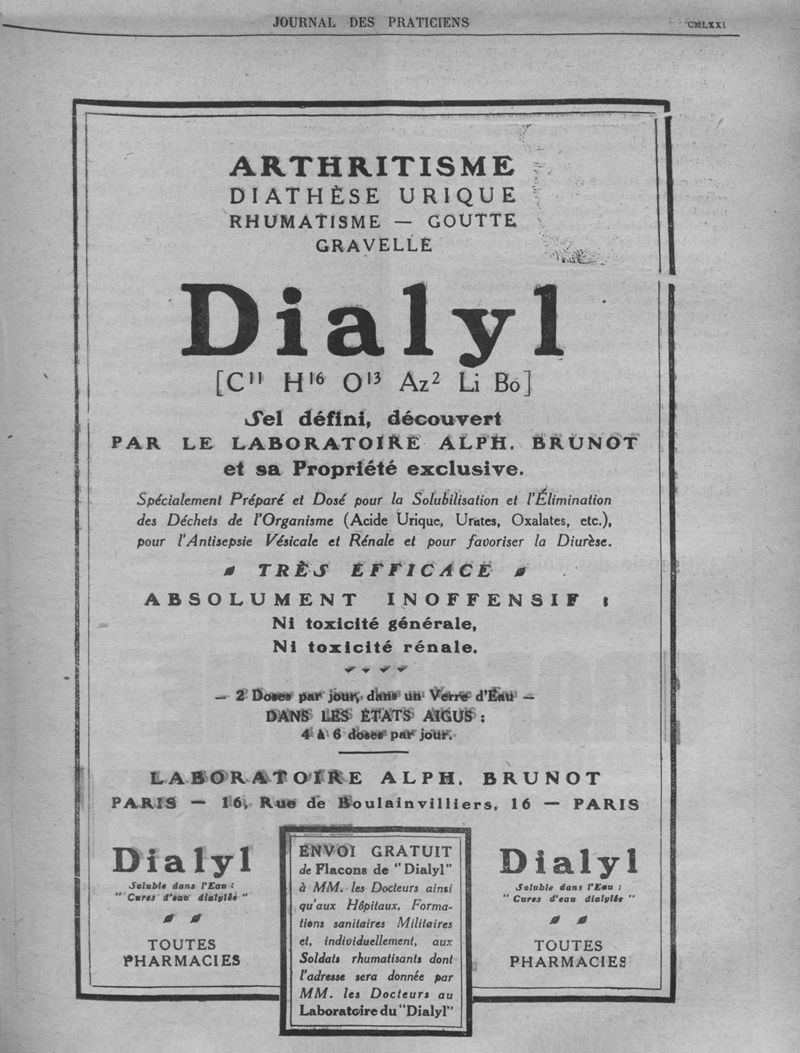 JOURNAL DES PRATICIENS
CMLXXI
ARTHRITISME
DIATHÈSE URIQUE
RHUMATISME — GOUTTE
GRAVELLE
Dialyl
[C¹¹ H¹⁶ O¹³ Az² Li Bo]
Sel défini, découvert
PAR LE LABORATOIRE ALPH. BRUNOT
et sa Propriété exclusive.
Spécialement Préparé et Dosé pour la Solubilisation et l'Élimination
des Déchets de l'Organisme (Acide Urique, Urates, Oxalates, etc.),
pour l'Antisepsie Vésicale et Rénale et pour favoriser la Diurèse.
TRÈS EFFICACE
ABSOLUMENT INOFFENSIF :
Ni toxicité générale,
Ni toxicité rénale.
— 2 Doses par jour, dans un Verre d'Eau —
DANS LES ÉTATS AIGUS :
4 à 6 doses par jour.
LABORATOIRE ALPH. BRUNOT
PARIS — 16, Rue de Boulainvilliers, 16 — PARIS
Dialyl
Soluble dans l'Eau :
" Cures d'eau dialylée "
TOUTES
PHARMACIES
ENVOI GRATUIT
de Flacons de "Dialyl"
à MM. les Docteurs ainsi
qu'aux Hôpitaux, Forma-
tions sanitaires Militaires
et, individuellement, aux
Soldats rhumatisants dont
l'adresse sera donnée par
MM. les Docteurs au
Laboratoire du "Dialyl"
Dialyl
Soluble dans l'Eau :
" Cures d'eau dialylée "
TOUTES
PHARMACIES